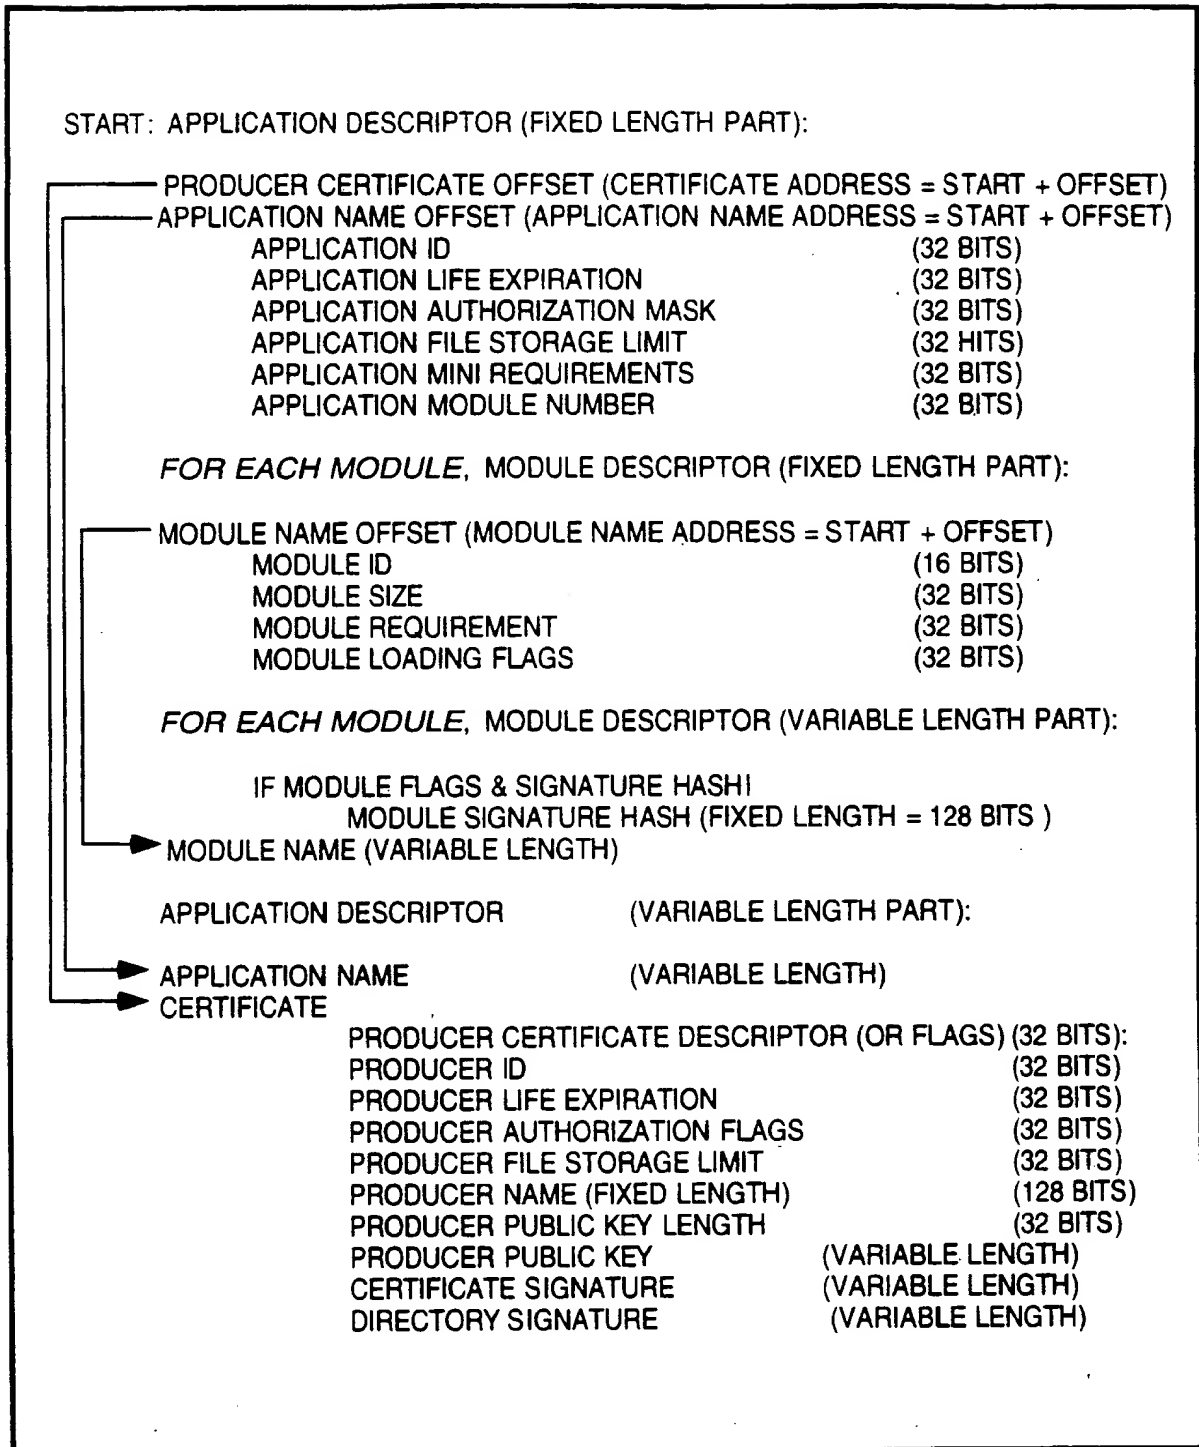 START: APPLICATION DESCRIPTOR (FIXED LENGTH PART):
PRODUCER CERTIFICATE OFFSET (CERTIFICATE ADDRESS = START + OFFSET)
APPLICATION NAME OFFSET (APPLICATION NAME ADDRESS = START + OFFSET)
APPLICATION ID (32 BITS)
APPLICATION LIFE EXPIRATION (32 BITS)
APPLICATION AUTHORIZATION MASK (32 BITS)
APPLICATION FILE STORAGE LIMIT (32 HITS)
APPLICATION MINI REQUIREMENTS (32 BITS)
APPLICATION MODULE NUMBER (32 BITS)
FOR EACH MODULE, MODULE DESCRIPTOR (FIXED LENGTH PART):
MODULE NAME OFFSET (MODULE NAME ADDRESS = START + OFFSET)
MODULE ID (16 BITS)
MODULE SIZE (32 BITS)
MODULE REQUIREMENT (32 BITS)
MODULE LOADING FLAGS (32 BITS)
FOR EACH MODULE, MODULE DESCRIPTOR (VARIABLE LENGTH PART):
IF MODULE FLAGS & SIGNATURE HASHI
MODULE SIGNATURE HASH (FIXED LENGTH = 128 BITS )
MODULE NAME (VARIABLE LENGTH)
APPLICATION DESCRIPTOR (VARIABLE LENGTH PART):
APPLICATION NAME (VARIABLE LENGTH)
CERTIFICATE
PRODUCER CERTIFICATE DESCRIPTOR (OR FLAGS) (32 BITS):
PRODUCER ID (32 BITS)
PRODUCER LIFE EXPIRATION (32 BITS)
PRODUCER AUTHORIZATION FLAGS (32 BITS)
PRODUCER FILE STORAGE LIMIT (32 BITS)
PRODUCER NAME (FIXED LENGTH) (128 BITS)
PRODUCER PUBLIC KEY LENGTH (32 BITS)
PRODUCER PUBLIC KEY (VARIABLE LENGTH)
CERTIFICATE SIGNATURE (VARIABLE LENGTH)
DIRECTORY SIGNATURE (VARIABLE LENGTH)